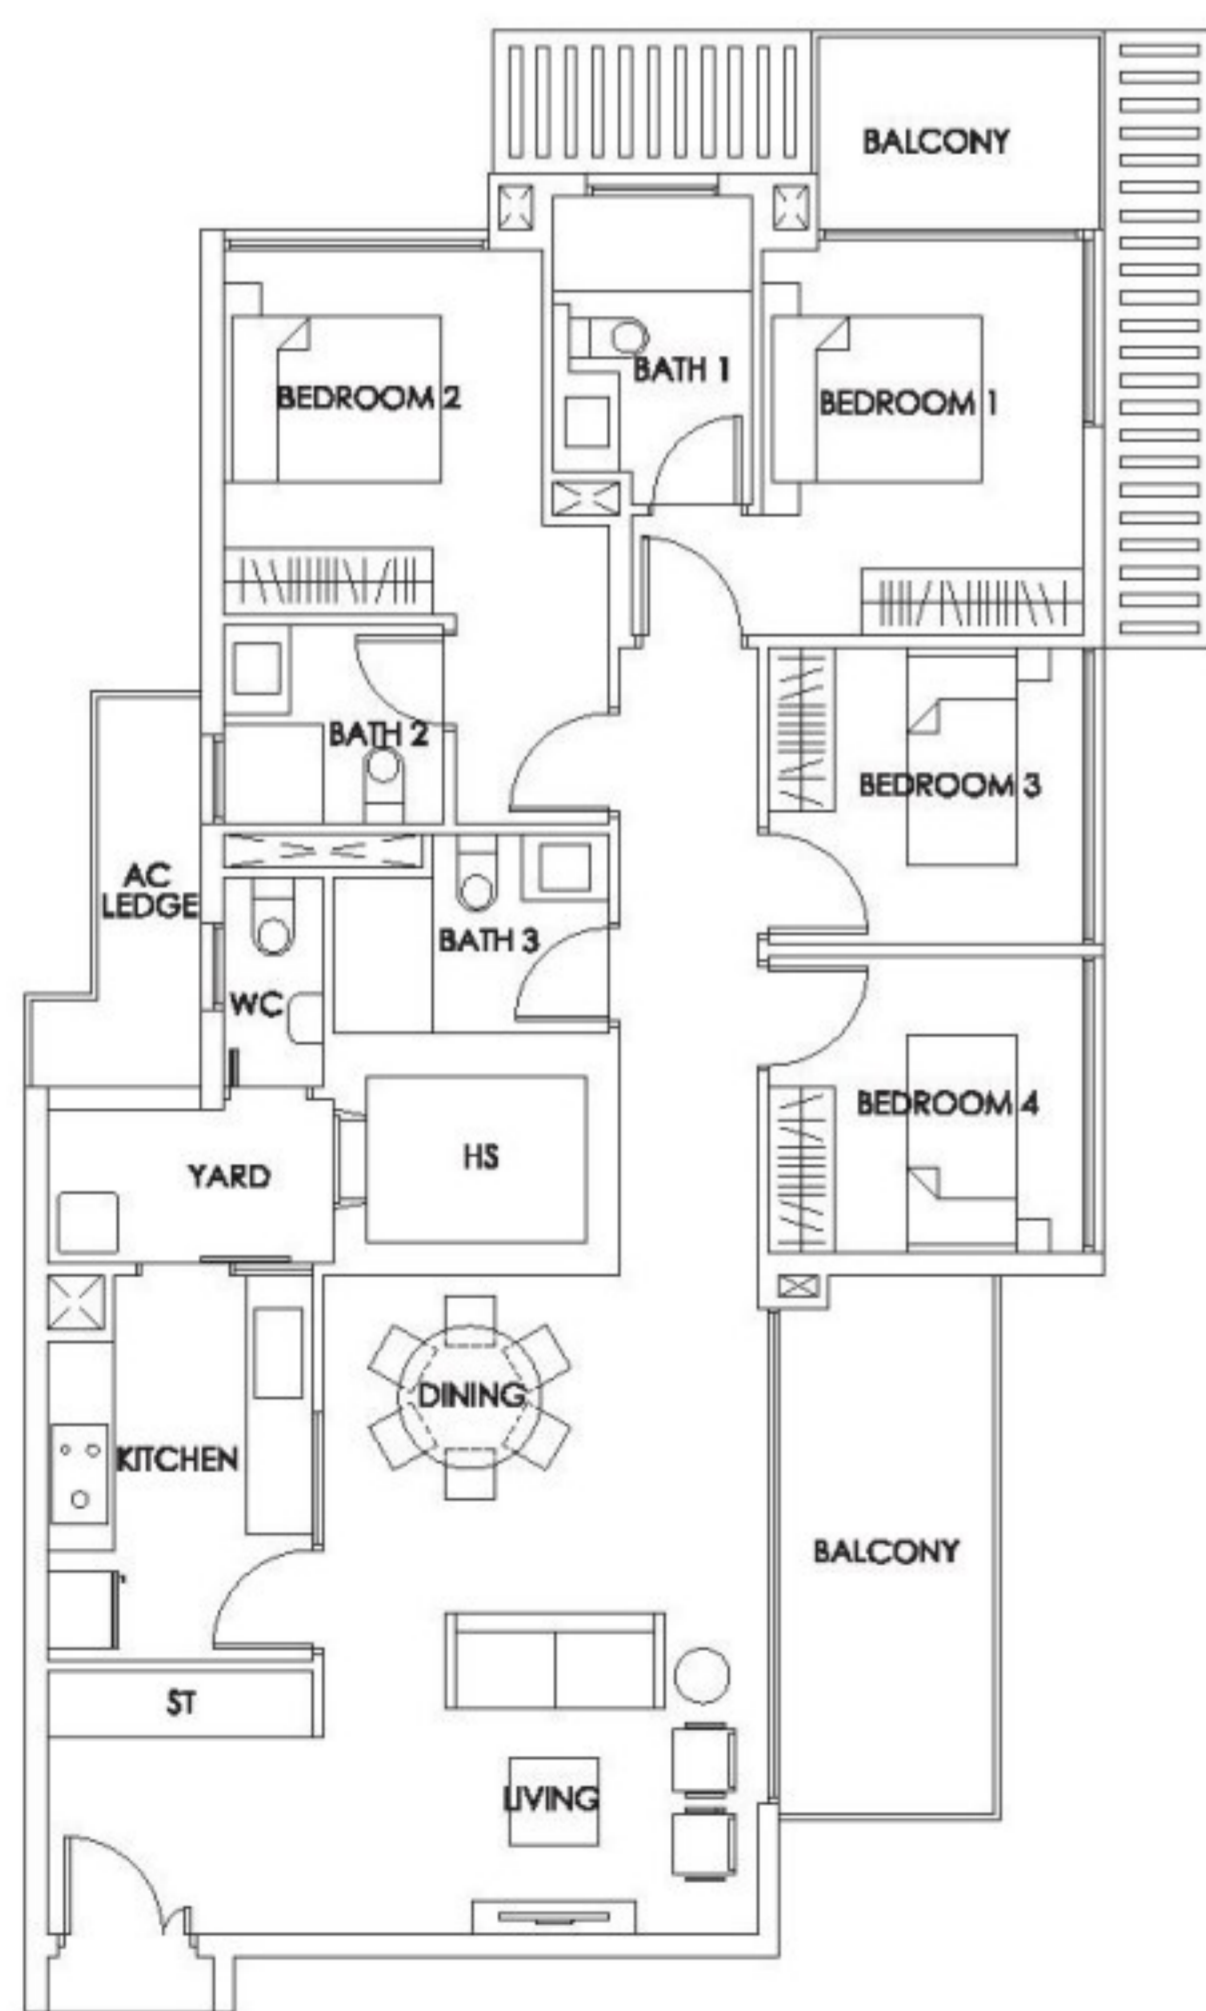 BALCONY
BATH 1
BEDROOM 2
BEDROOM 1
BATH 2
BEDROOM 3
AC
LEDGE
BATH 3
WC
BEDROOM 4
HS
YARD
DINING
KITCHEN
BALCONY
ST
LIVING